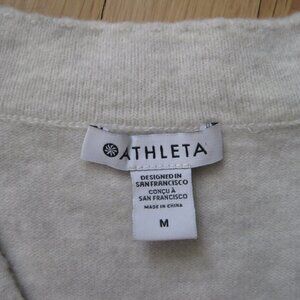 ATHLETA
DESIGNED IN
SAN FRANCISCO
CONÇU À
SAN FRANCISCO
MADE IN CHINA
M